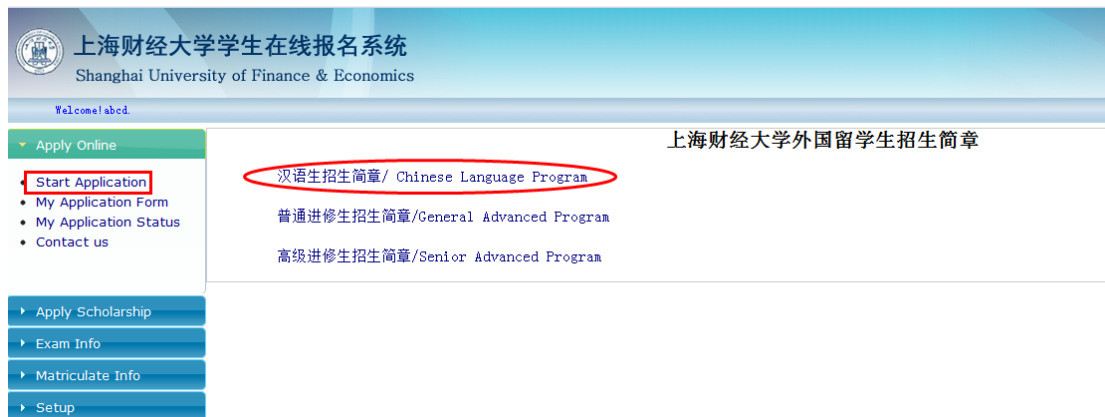 上海财经大学学生在线报名系统
Shanghai University of Finance & Economics
Welcome!abcd.
Apply Online
Start Application
My Application Form
My Application Status
Contact us
Apply Scholarship
Exam Info
Matriculate Info
Setup
上海财经大学外国留学生招生简章
汉语生招生简章/ Chinese Language Program
普通进修生招生简章/General Advanced Program
高级进修生招生简章/Senior Advanced Program